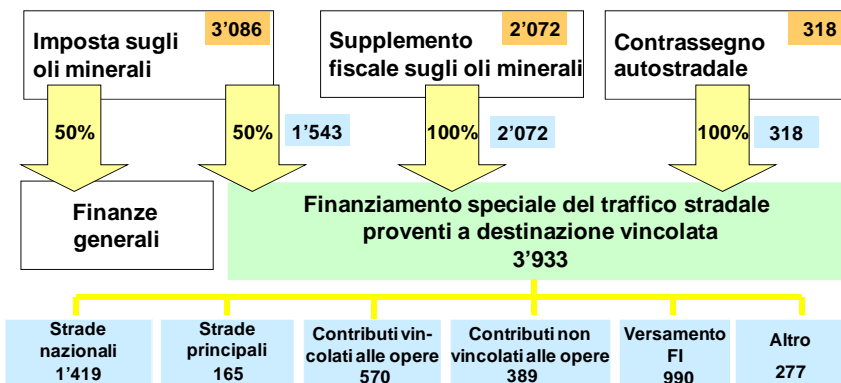 Imposta sugli
oli minerali
3’086
Supplemento
fiscale sugli oli minerali
2’072
Contrassegno
autostradale
318
50%
50%
1’543
100%
2’072
100%
318
Finanze
generali
Finanziamento speciale del traffico stradale
proventi a destinazione vincolata
3’933
Strade
nazionali
1’419
Strade
principali
165
Contributi vin-
colati alle opere
570
Contributi non
vincolati alle opere
389
Versamento
FI
990
Altro
277